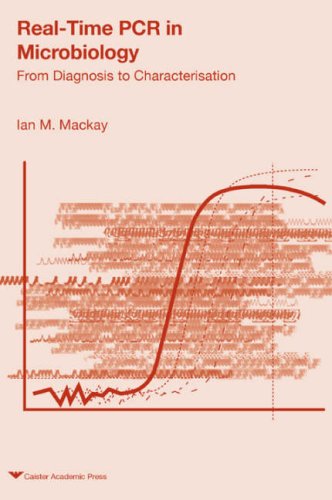 Real-Time PCR in
Microbiology
From Diagnosis to Characterisation
Ian M. Mackay
Caister Academic Press